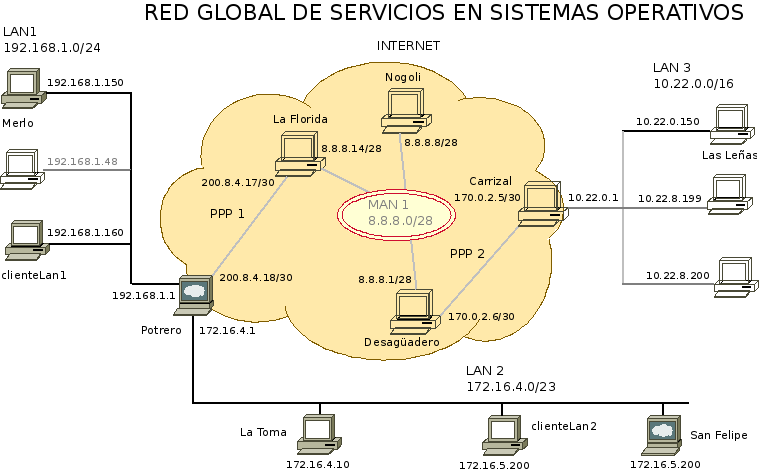 RED GLOBAL DE SERVICIOS EN SISTEMAS OPERATIVOS
LAN1
192.168.1.0/24
INTERNET
LAN 3
10.22.0.0/16
192.168.1.150
Merlo
192.168.1.48
192.168.1.160
clienteLan1
192.168.1.1
Potrero
172.16.4.1
La Florida
8.8.8.14/28
200.8.4.17/30
PPP 1
200.8.4.18/30
Nogoli
8.8.8.8/28
MAN 1
8.8.8.0/28
Carrizal
170.0.2.5/30
10.22.0.1
PPP 2
8.8.8.1/28
170.0.2.6/30
Desagüadero
10.22.0.150
Las Leñas
10.22.8.199
10.22.8.200
LAN 2
172.16.4.0/23
La Toma
172.16.4.10
clienteLan2
172.16.5.200
San Felipe
172.16.5.200